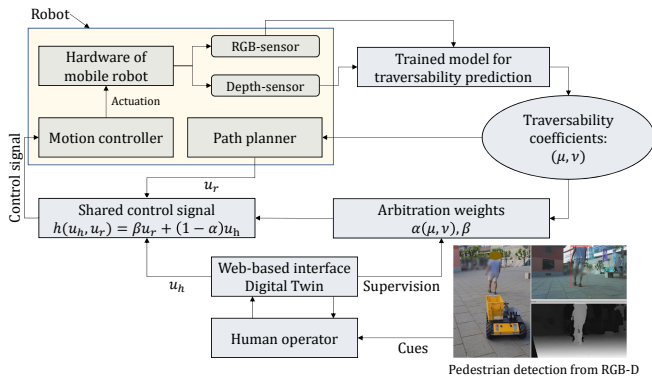 Robot
Hardware of
mobile robot
RGB-sensor
Depth-sensor
Trained model for
traversability prediction
Actuation
Motion controller
Path planner
Traversability
coefficients:
(μ, ν)
Control signal
u_r
Shared control signal
h(u_h, u_r) = βu_r + (1 − α)u_h
Arbitration weights
α(μ, ν), β
u_h
Web-based interface
Digital Twin
Supervision
Human operator
Cues
Pedestrian detection from RGB-D